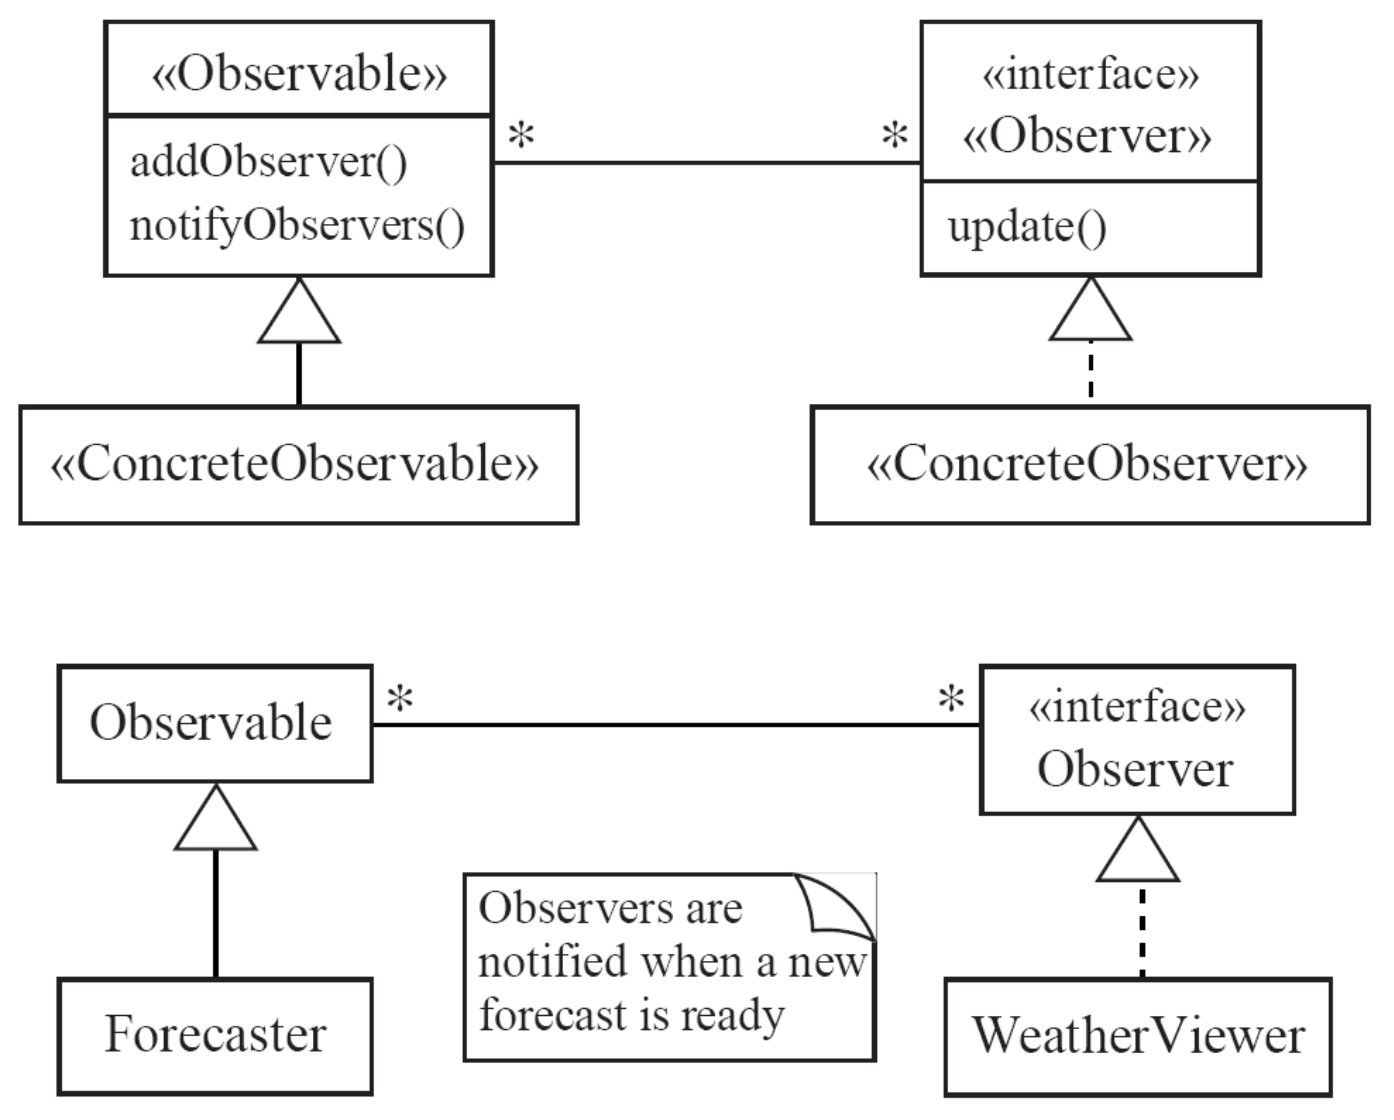 «Observable»
addObserver()
notifyObservers()
*
*
«interface»
«Observer»
update()
«ConcreteObservable»
«ConcreteObserver»
Observable
*
*
«interface»
Observer
Observers are
notified when a new
forecast is ready
Forecaster
WeatherViewer